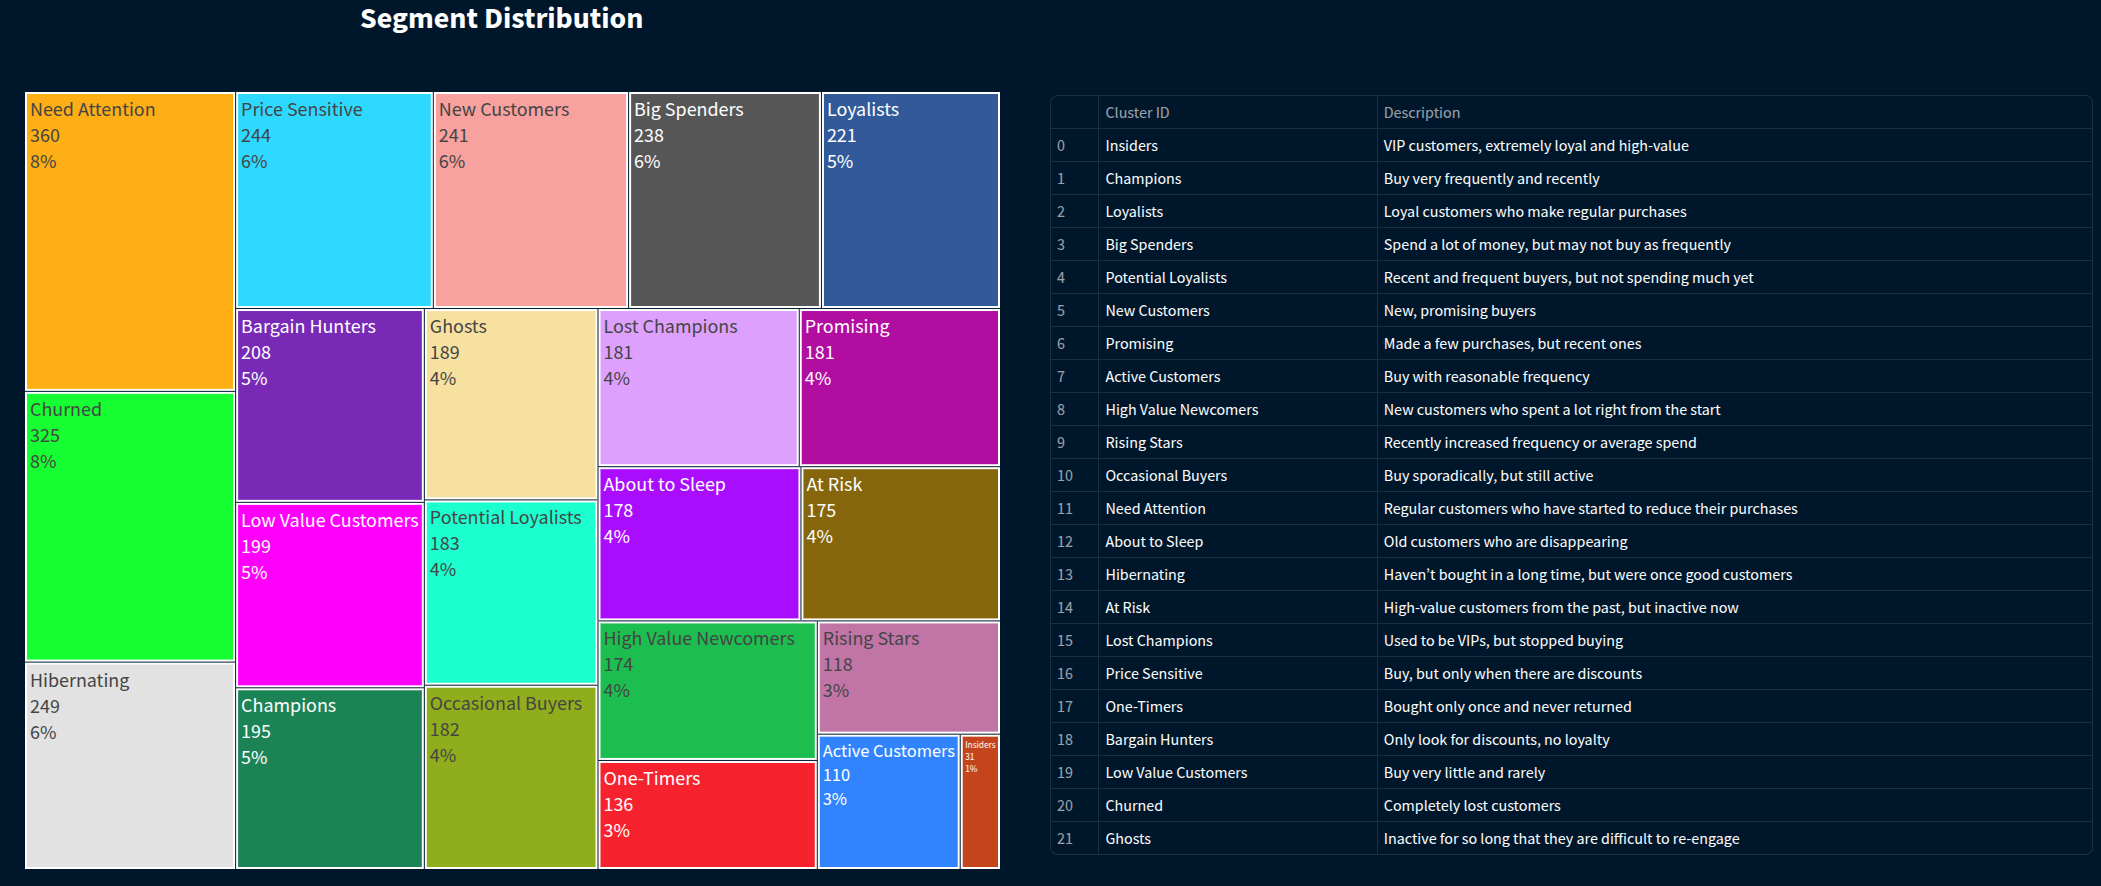 Segment Distribution
Need Attention
360
8%
Price Sensitive
244
6%
New Customers
241
6%
Big Spenders
238
6%
Loyalists
221
5%
Bargain Hunters
208
5%
Ghosts
189
4%
Lost Champions
181
4%
Promising
181
4%
Churned
325
8%
About to Sleep
178
4%
At Risk
175
4%
Low Value Customers
199
5%
Potential Loyalists
183
4%
High Value Newcomers
174
4%
Rising Stars
118
3%
Hibernating
249
6%
Champions
195
5%
Occasional Buyers
182
4%
One-Timers
136
3%
Active Customers
110
3%
Insiders
31
1%
Cluster ID Description
0 Insiders VIP customers, extremely loyal and high-value
1 Champions Buy very frequently and recently
2 Loyalists Loyal customers who make regular purchases
3 Big Spenders Spend a lot of money, but may not buy as frequently
4 Potential Loyalists Recent and frequent buyers, but not spending much yet
5 New Customers New, promising buyers
6 Promising Made a few purchases, but recent ones
7 Active Customers Buy with reasonable frequency
8 High Value Newcomers New customers who spent a lot right from the start
9 Rising Stars Recently increased frequency or average spend
10 Occasional Buyers Buy sporadically, but still active
11 Need Attention Regular customers who have started to reduce their purchases
12 About to Sleep Old customers who are disappearing
13 Hibernating Haven't bought in a long time, but were once good customers
14 At Risk High-value customers from the past, but inactive now
15 Lost Champions Used to be VIPs, but stopped buying
16 Price Sensitive Buy, but only when there are discounts
17 One-Timers Bought only once and never returned
18 Bargain Hunters Only look for discounts, no loyalty
19 Low Value Customers Buy very little and rarely
20 Churned Completely lost customers
21 Ghosts Inactive for so long that they are difficult to re-engage